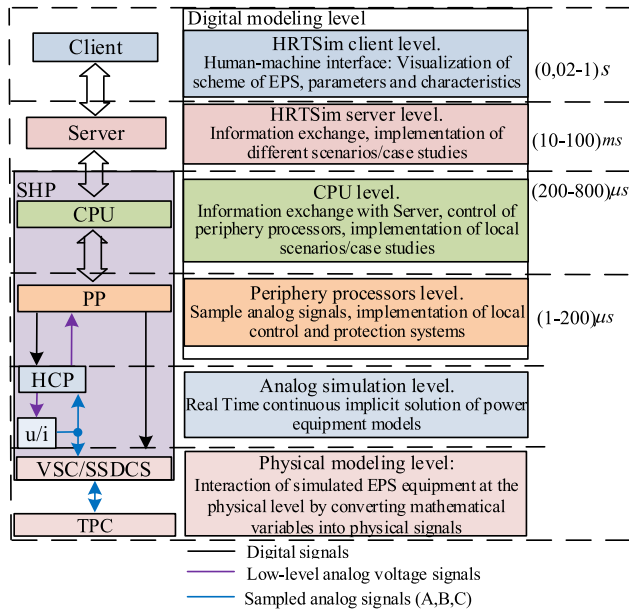 Digital modeling level
Client
HRTSim client level.
Human-machine interface: Visualization of
scheme of EPS, parameters and characteristics
(0,02-1)s
Server
HRTSim server level.
Information exchange, implementation of
different scenarios/case studies
(10-100)ms
SHP
CPU
CPU level.
Information exchange with Server, control of
periphery processors, implementation of local
scenarios/case studies
(200-800)μs
PP
Periphery processors level.
Sample analog signals, implementation of local
control and protection systems
(1-200)μs
HCP
u/i
Analog simulation level.
Real Time continuous implicit solution of power
equipment models
VSC/SSDCS
TPC
Physical modeling level:
Interaction of simulated EPS equipment at the
physical level by converting mathematical
variables into physical signals
Digital signals
Low-level analog voltage signals
Sampled analog signals (A,B,C)